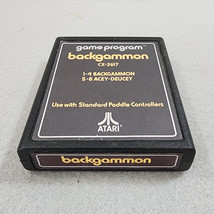 game program
backgammon
CX-2617
1-4 BACKGAMMON
5-8 ACEY-DEUCEY
Use with Standard Paddle Controllers
ATARI
backgammon